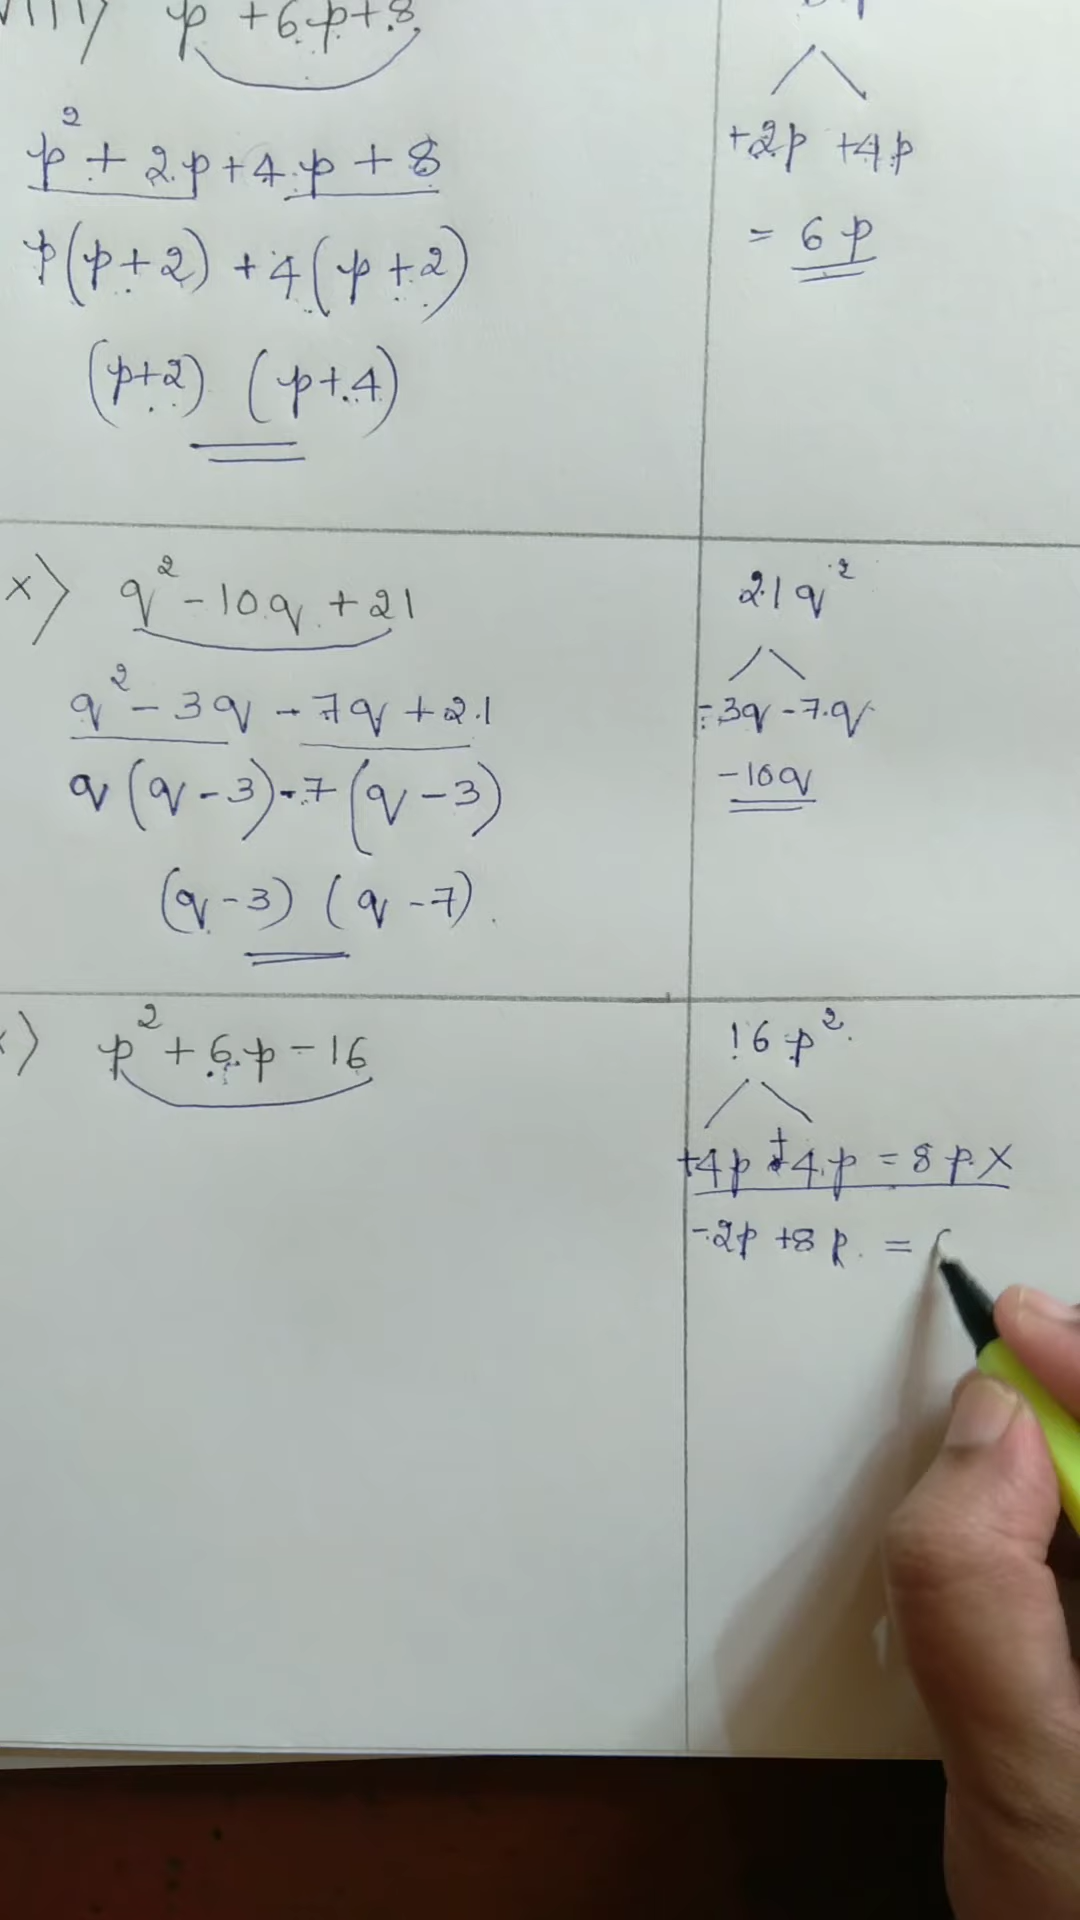 VIII) p² + 6p + 8
p² + 2p + 4p + 8
p(p+2) + 4(p+2)
(p+2) (p+4)
+2p +4p
= 6p
x) q² - 10q + 21
q² - 3q - 7q + 21
q(q-3) - 7(q-3)
(q-3) (q-7)
21q²
-3q - 7q
-10q
) p² + 6p - 16
16p²
+4p +4p = 8p X
-2p +8p =